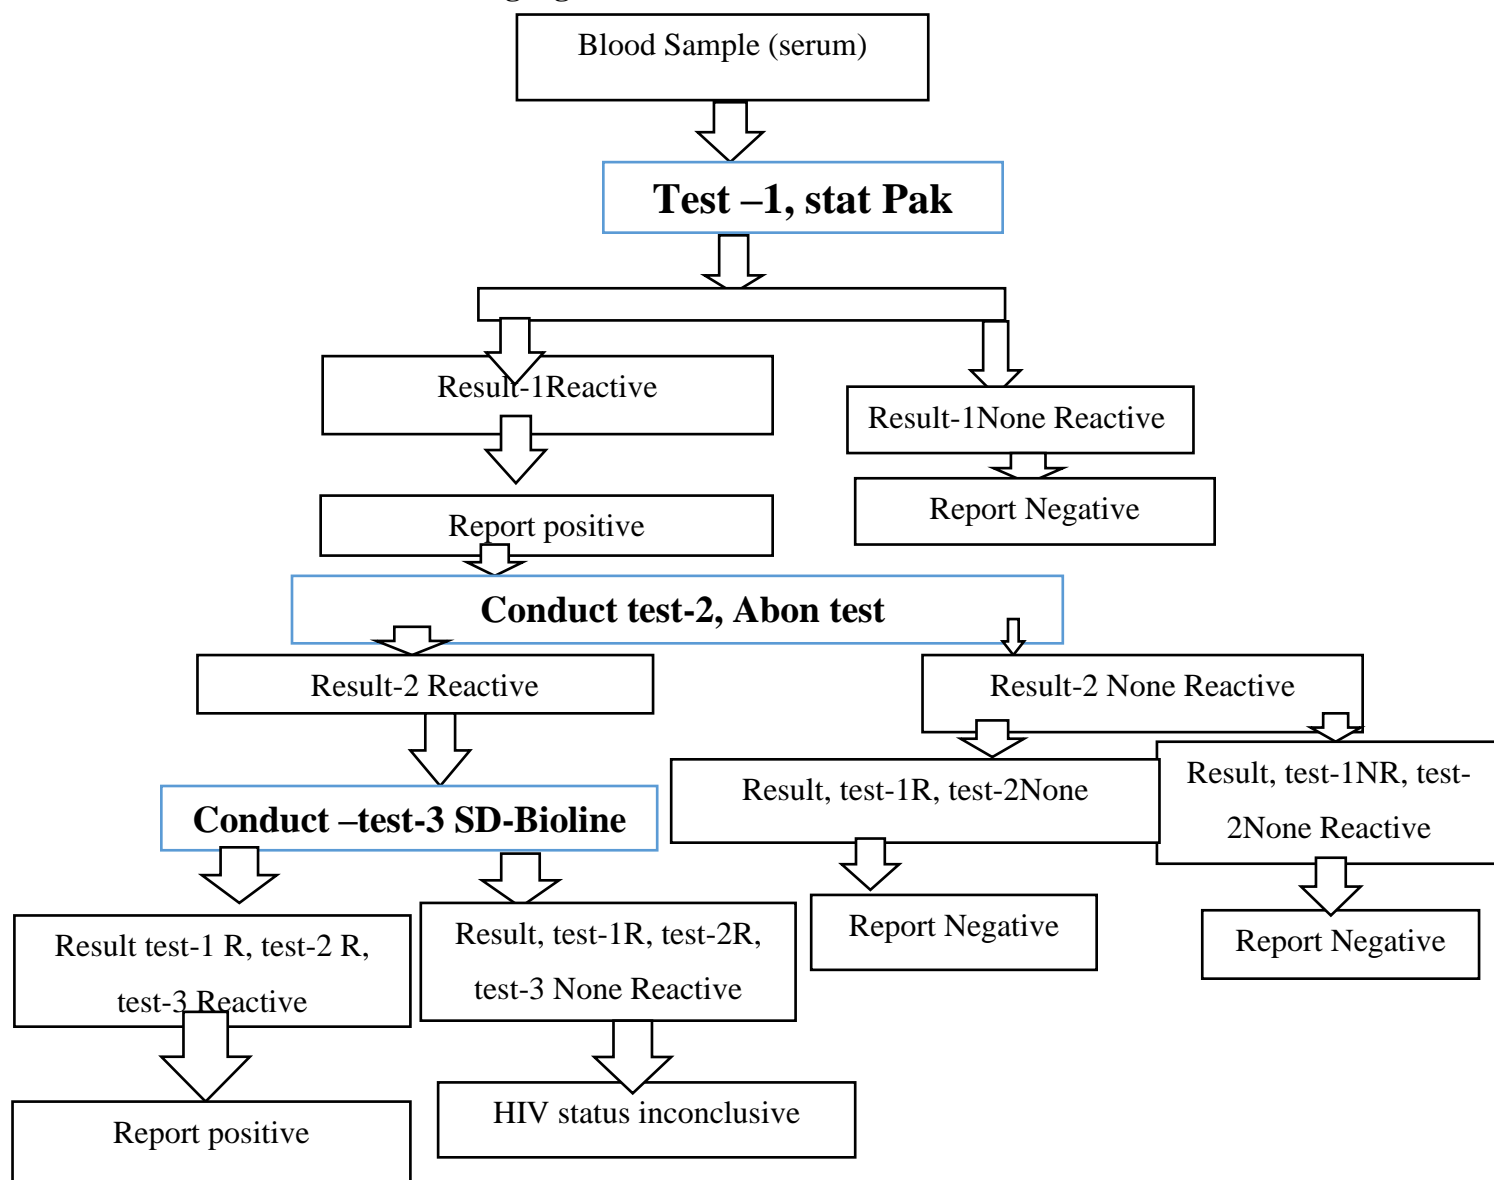 Blood Sample (serum)
Test –1, stat Pak
Result-1Reactive
Result-1None Reactive
Report positive
Report Negative
Conduct test-2, Abon test
Result-2 Reactive
Result-2 None Reactive
Result, test-1R, test-2None
Result, test-1NR, test-
2None Reactive
Conduct –test-3 SD-Bioline
Report Negative
Report Negative
Result test-1 R, test-2 R,
test-3 Reactive
Result, test-1R, test-2R,
test-3 None Reactive
Report positive
HIV status inconclusive